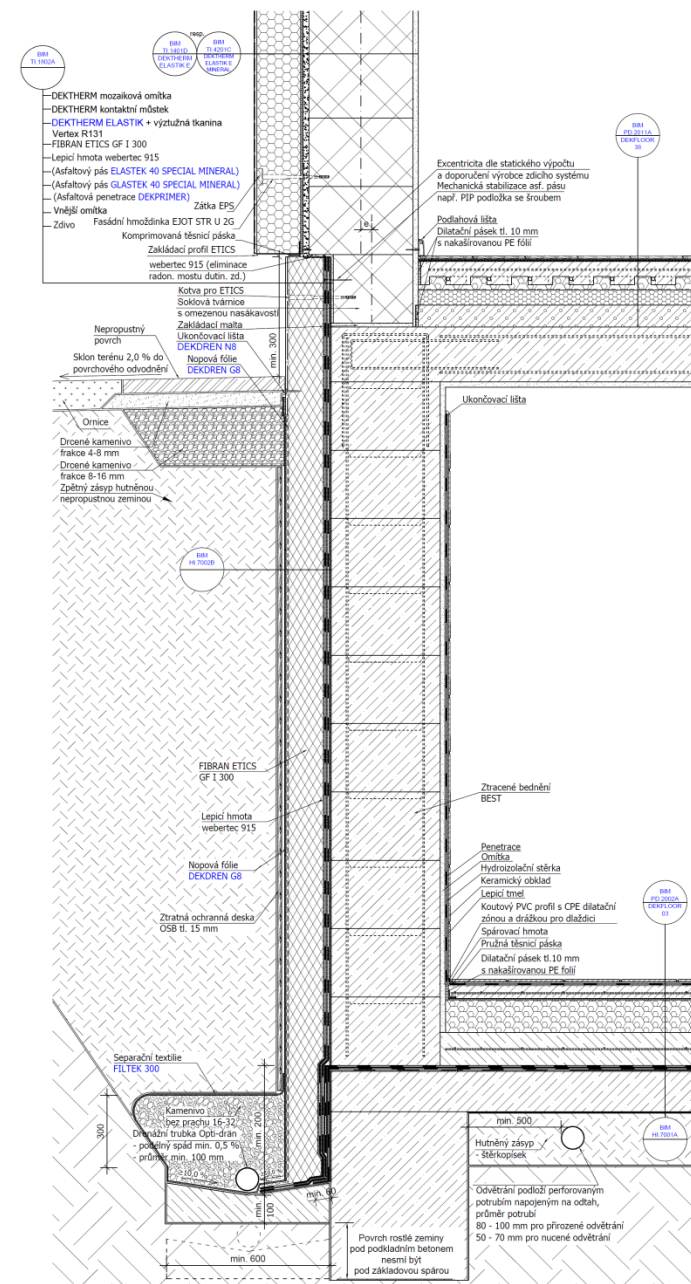 BIM
TI.1802A
resp.
BIM
TI.1401D
DEKTHERM
ELASTIK E
BIM
TI.4201C
DEKTHERM
ELASTIK E
MINERAL
DEKTHERM mozaiková omítka
DEKTHERM kontaktní můstek
DEKTHERM ELASTIK + výztužná tkanina
Vertex R131
FIBRAN ETICS GF I 300
Lepicí hmota webertec 915
(Asfaltový pás ELASTEK 40 SPECIAL MINERAL)
(Asfaltový pás GLASTEK 40 SPECIAL MINERAL)
(Asfaltová penetrace DEKPRIMER)
Vnější omítka
Zdivo
Zátka EPS
Fasádní hmoždinka EJOT STR U 2G
Komprimovaná těsnicí páska
Zakládací profil ETICS
webertec 915 (eliminace
radon. mostu dutin. zd.)
Kotva pro ETICS
Soklová tvárnice
s omezenou nasákavostí
Zakládací malta
Ukončovací lišta
DEKDREN N8
Nopová fólie
DEKDREN G8
min. 300
Nepropustný
povrch
Sklon terénu 2,0 % do
povrchového odvodnění
Ornice
Drcené kamenivo
frakce 4-8 mm
Drcené kamenivo
frakce 8-16 mm
Zpětný zásyp hutněnou
nepropustnou zeminou
BIM
PD.2011A
DEKFLOOR
36
Excentricita dle statického výpočtu
a doporučení výrobce zdicího systému
Mechanická stabilizace asf. pásu
např. PIP podložka se šroubem
e
Podlahová lišta
Dilatační pásek tl. 10 mm
s nakašírovanou PE fólií
Ukončovací lišta
BIM
HI.7002B
FIBRAN ETICS
GF I 300
Lepicí hmota
webertec 915
Nopová fólie
DEKDREN G8
Ztratná ochranná deska
OSB tl. 15 mm
Ztracené bednění
BEST
Penetrace
Omítka
Hydroizolační stěrka
Keramický obklad
Lepicí tmel
Koutový PVC profil s CPE dilatační
zónou a drážkou pro dlaždici
Spárovací hmota
Pružná těsnicí páska
Dilatační pásek tl.10 mm
s nakašírovanou PE folií
BIM
PD.2002A
DEKFLOOR
03
Separační textilie
FILTEK 300
Kamenivo
bez prachu 16-32
Drenážní trubka Opti-drän
- podélný spád min. 0,5 %
- průměr min. 100 mm
300
min. 200
≥10,0 %
min. 60
min.
100
min. 600
min. 500
Hutněný zásyp
- štěrkopísek
BIM
HI.7001A
Odvětrání podloží perforovaným
potrubím napojeným na odtah,
průměr potrubí
80 - 100 mm pro přirozené odvětrání
50 - 70 mm pro nucené odvětrání
Povrch rostlé zeminy
pod podkladním betonem
nesmí být
pod základovou spárou